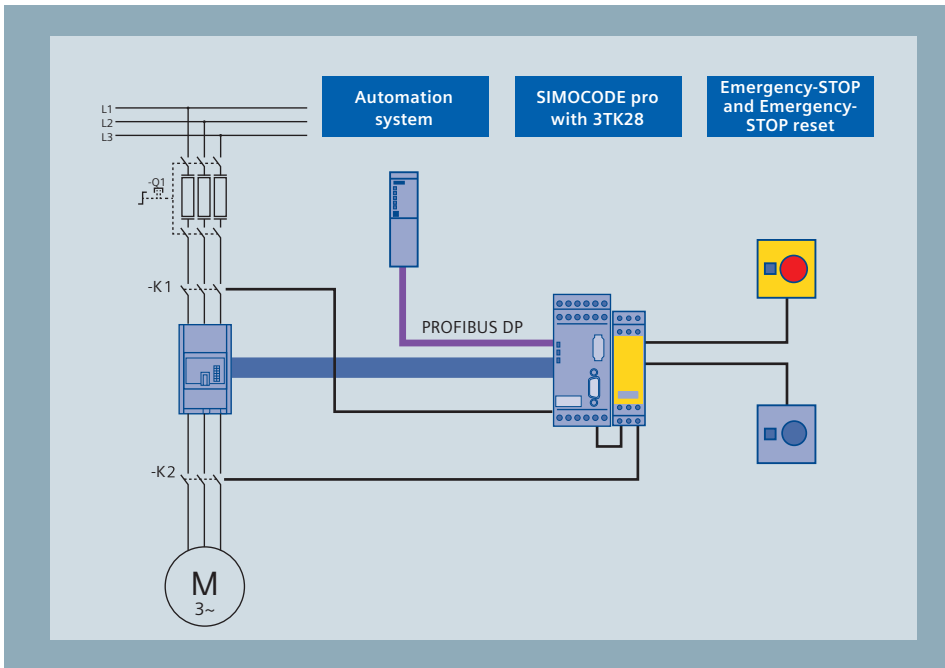 Automation
system
SIMOCODE pro
with 3TK28
Emergency-STOP
and Emergency-
STOP reset
L1
L2
L3
-Q1
-K1
PROFIBUS DP
-K2
M
3~